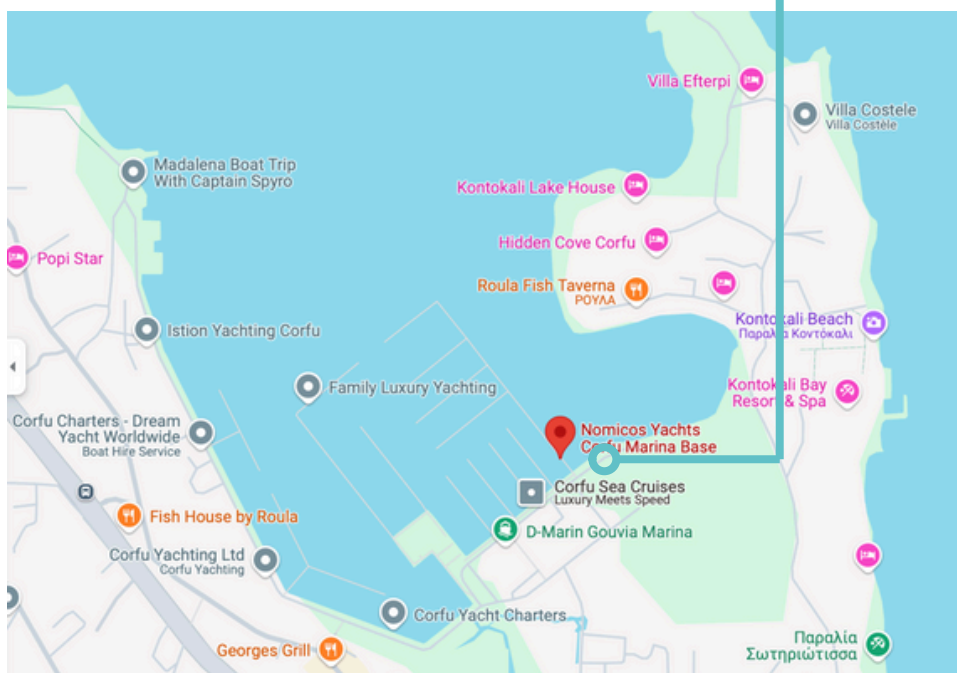 Villa Efterpi
Villa Costele
Villa Costèle
Madalena Boat Trip
With Captain Spyro
Kontokali Lake House
Hidden Cove Corfu
Popi Star
Roula Fish Taverna
ΡΟΥΛΑ
Kontokali Beach
Παραλία Κοντόκαλι
Istion Yachting Corfu
Family Luxury Yachting
Kontokali Bay
Resort & Spa
Corfu Charters - Dream
Yacht Worldwide
Boat Hire Service
Nomicos Yachts
Corfu Marina Base
Corfu Sea Cruises
Luxury Meets Speed
Fish House by Roula
D-Marin Gouvia Marina
Corfu Yachting Ltd
Corfu Yachting
Corfu Yacht Charters
Georges Grill
Παραλία
Σωτηριώτισσα